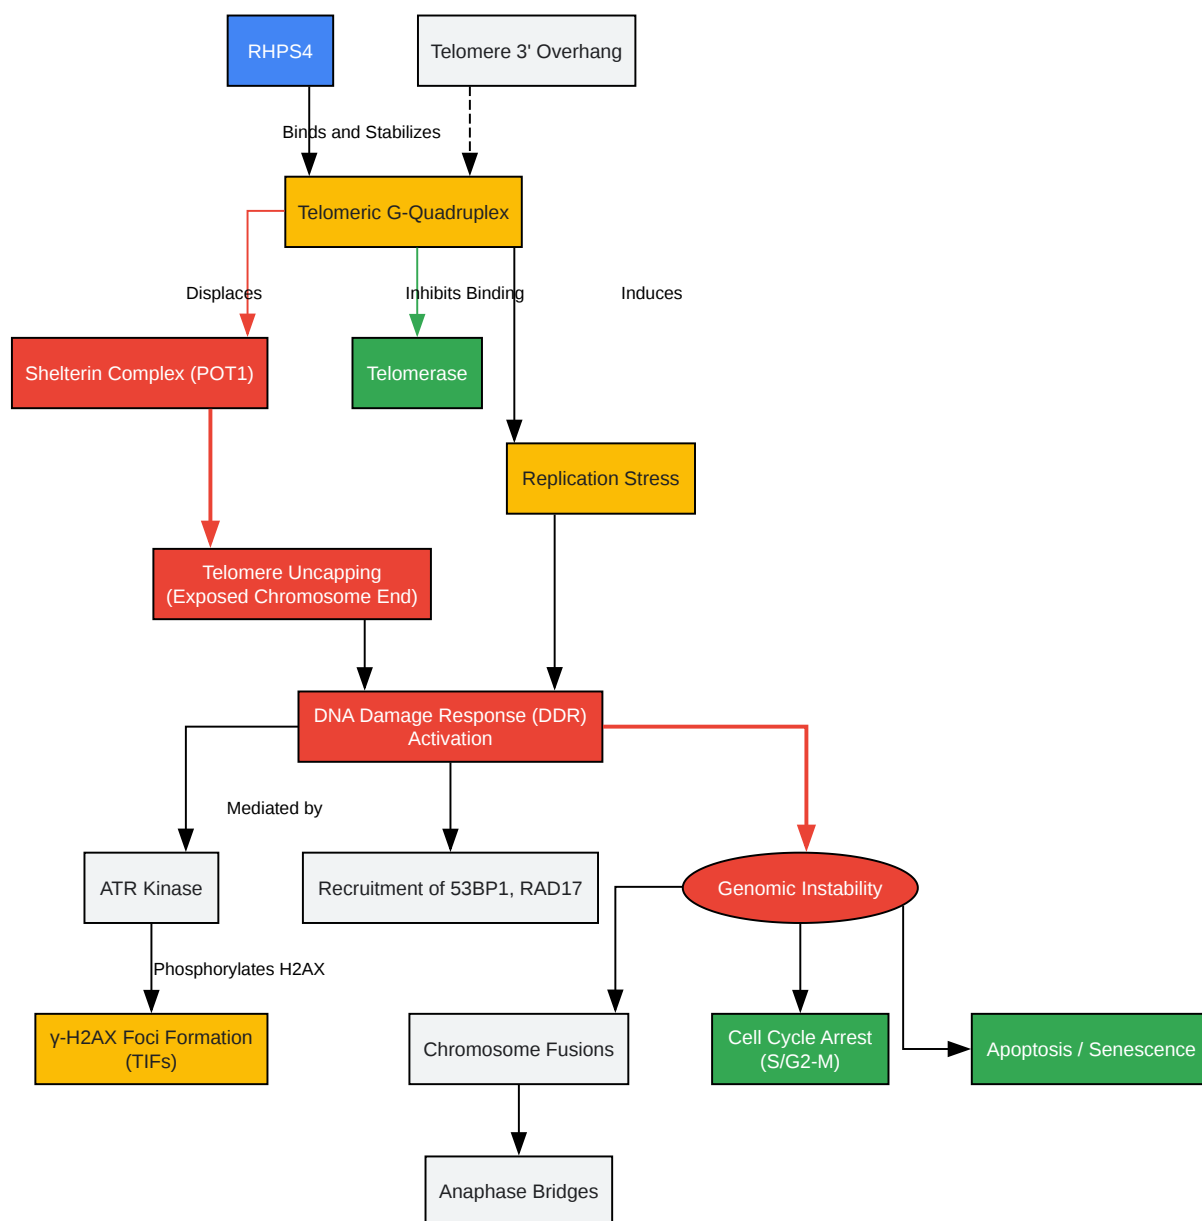 RHPS4
Telomere 3' Overhang
Binds and Stabilizes
Telomeric G-Quadruplex
Displaces
Inhibits Binding
Induces
Shelterin Complex (POT1)
Telomerase
Replication Stress
Telomere Uncapping
(Exposed Chromosome End)
DNA Damage Response (DDR)
Activation
Mediated by
ATR Kinase
Recruitment of 53BP1, RAD17
Genomic Instability
Phosphorylates H2AX
γ-H2AX Foci Formation
(TIFs)
Chromosome Fusions
Cell Cycle Arrest
(S/G2-M)
Apoptosis / Senescence
Anaphase Bridges